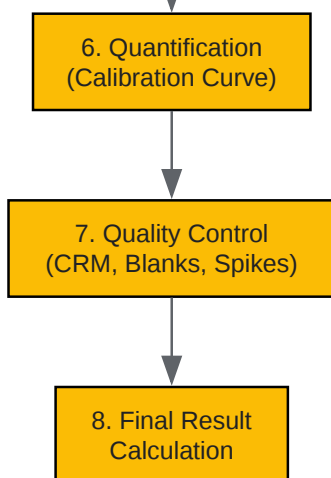 6. Quantification
(Calibration Curve)
7. Quality Control
(CRM, Blanks, Spikes)
8. Final Result
Calculation